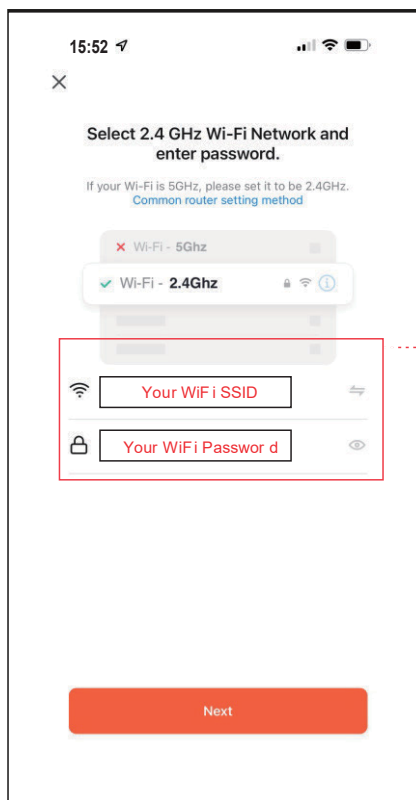 15:52
Select 2.4 GHz Wi-Fi Network and
enter password.
If your Wi-Fi is 5GHz, please set it to be 2.4GHz.
Common router setting method
Wi-Fi - 5Ghz
Wi-Fi - 2.4Ghz
Your WiFi SSID
Your WiFi Passwor d
Next